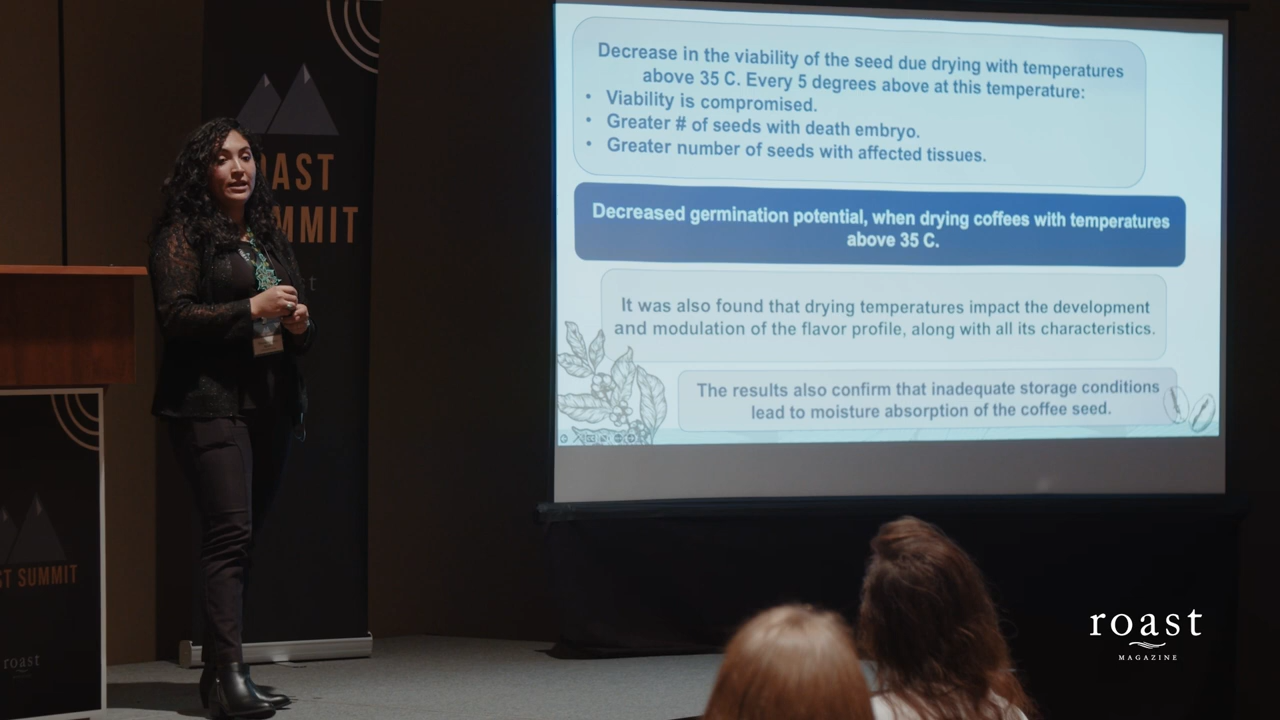 Decrease in the viability of the seed due drying with temperatures
above 35 C. Every 5 degrees above at this temperature:
• Viability is compromised.
• Greater # of seeds with death embryo.
• Greater number of seeds with affected tissues.
Decreased germination potential, when drying coffees with temperatures
above 35 C.
It was also found that drying temperatures impact the development
and modulation of the flavor profile, along with all its characteristics.
The results also confirm that inadequate storage conditions
lead to moisture absorption of the coffee seed.
OAST
MMIT
t
ST SUMMIT
roast
roast
MAGAZINE